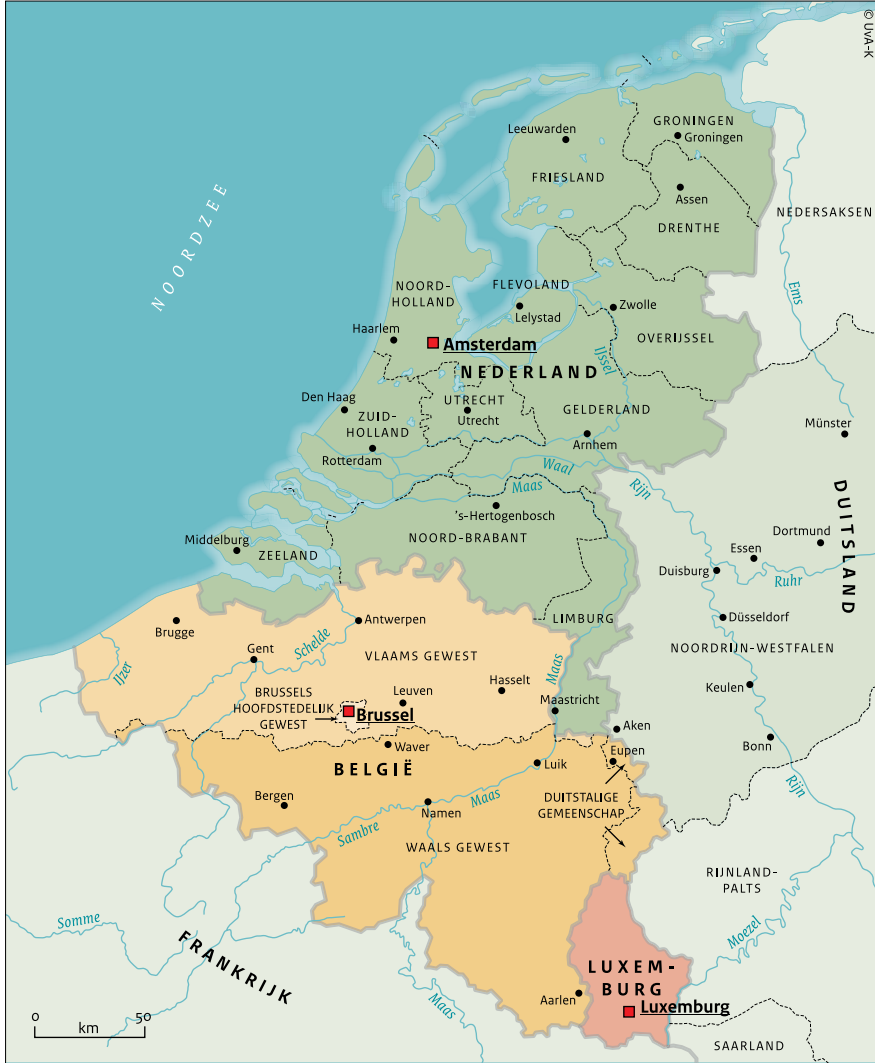 © UvA-K
GRONINGEN
Groningen
Leeuwarden
FRIESLAND
Assen
DRENTHE
NEDERSAKSEN
NOORDZEE
NOORD-
HOLLAND
FLEVOLAND
Lelystad
Zwolle
Ems
Haarlem
Amsterdam
OVERIJSSEL
IJssel
NEDERLAND
Den Haag
ZUID-
HOLLAND
UTRECHT
Utrecht
GELDERLAND
Arnhem
Münster
Rotterdam
Waal
Maas
Rijn
's-Hertogenbosch
DUITSLAND
Middelburg
ZEELAND
NOORD-BRABANT
Dortmund
Essen
Duisburg
Ruhr
Brugge
Antwerpen
LIMBURG
Düsseldorf
Gent
Schelde
VLAAMS GEWEST
Maas
NOORDRIJN-WESTFALEN
IJzer
BRUSSELS
HOOFDSTEDELIJK
GEWEST
Leuven
Hasselt
Keulen
Brussel
Maastricht
Aken
Waver
Eupen
Bonn
BELGIË
Luik
Rijn
Bergen
Namen
Maas
DUITSTALIGE
GEMEENSCHAP
Sambre
WAALS GEWEST
RIJNLAND-
PALTS
Somme
Moezel
FRANKRIJK
LUXEM-
BURG
Maas
Aarlen
Luxemburg
0 50
km
SAARLAND